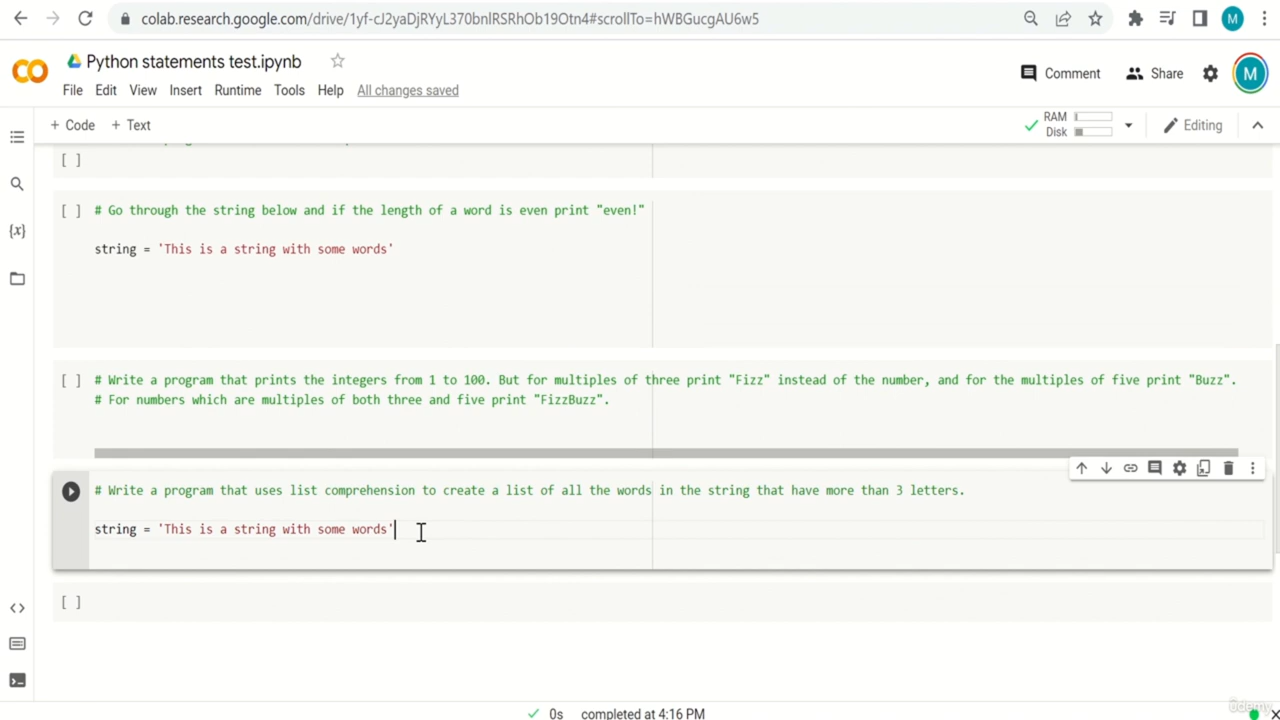 colab.research.google.com/drive/1yf-cJ2yaDjRYyL370bnlRSRhOb19Otn4#scrollTo=hWBGucgAU6w5
M
CO
Python statements test.ipynb
Comment
Share
M
File Edit View Insert Runtime Tools Help All changes saved
+ Code + Text
RAM
Disk
Editing
[ ]
[ ] # Go through the string below and if the length of a word is even print "even!"
string = 'This is a string with some words'
{x}
[ ] # Write a program that prints the integers from 1 to 100. But for multiples of three print "Fizz" instead of the number, and for the multiples of five print "Buzz".
# For numbers which are multiples of both three and five print "FizzBuzz".
# Write a program that uses list comprehension to create a list of all the words in the string that have more than 3 letters.
string = 'This is a string with some words'
[ ]
0s completed at 4:16 PM
ûdemy